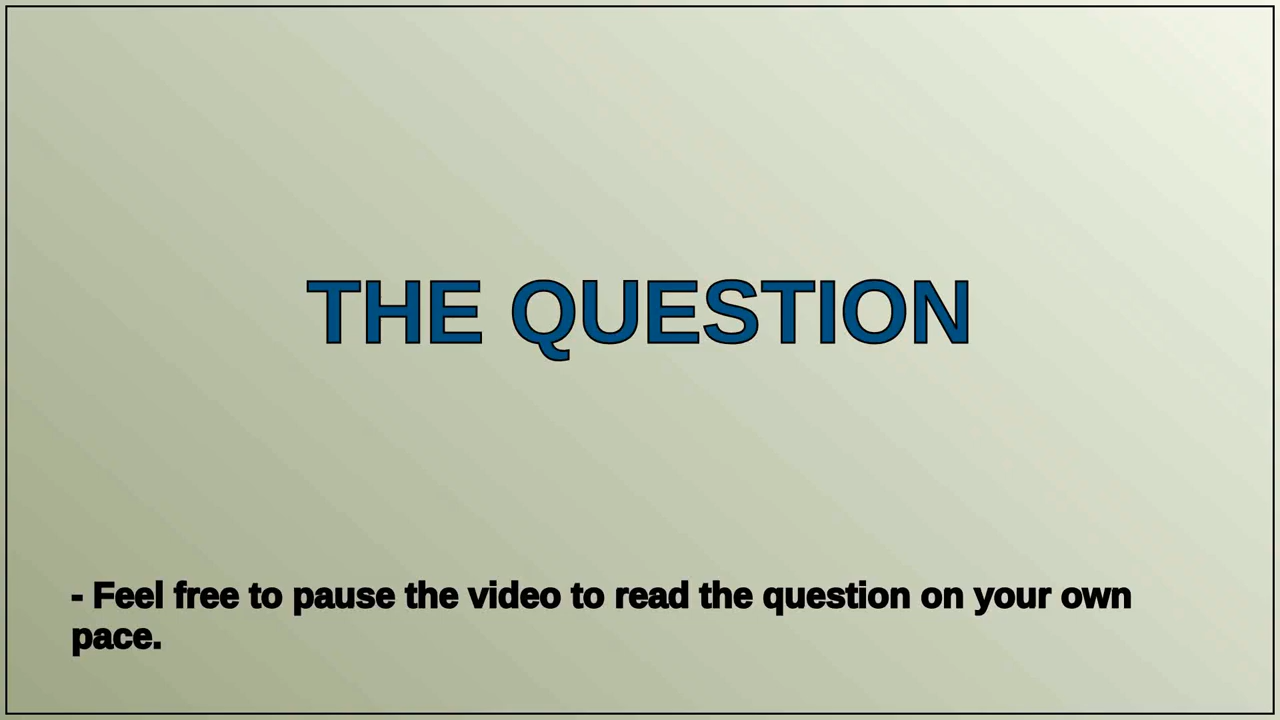 THE QUESTION
- Feel free to pause the video to read the question on your own
pace.